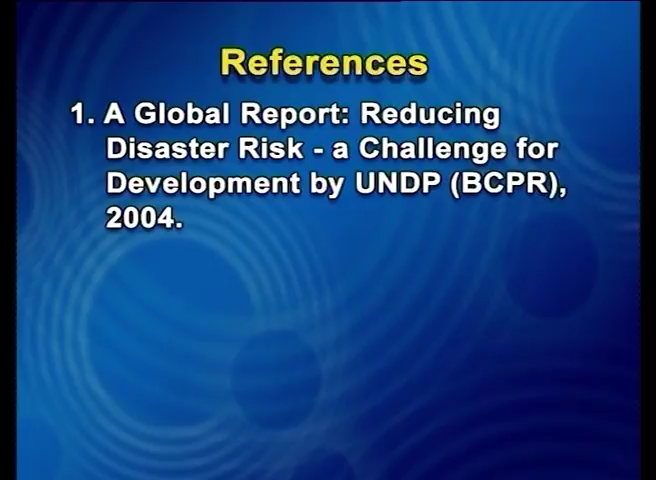 References
1. A Global Report: Reducing
Disaster Risk - a Challenge for
Development by UNDP (BCPR),
2004.